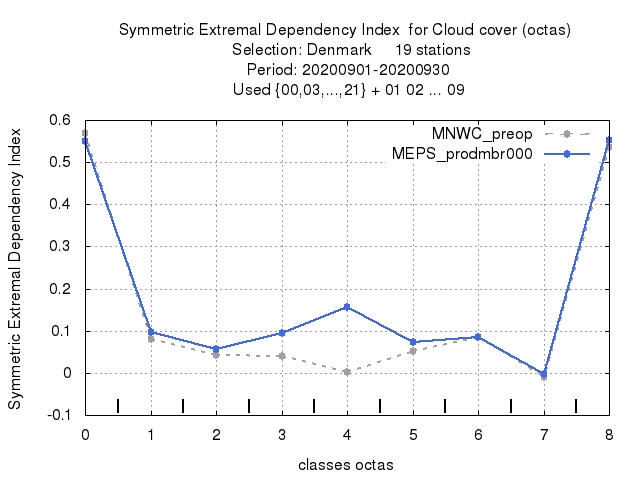 Symmetric Extremal Dependency Index for Cloud cover (octas)
Selection: Denmark 19 stations
Period: 20200901-20200930
Used {00,03,...,21} + 01 02 ... 09
MNWC_preop
MEPS_prodmbr000
Symmetric Extremal Dependency Index
0.6
0.5
0.4
0.3
0.2
0.1
0
-0.1
0 1 2 3 4 5 6 7 8
classes octas